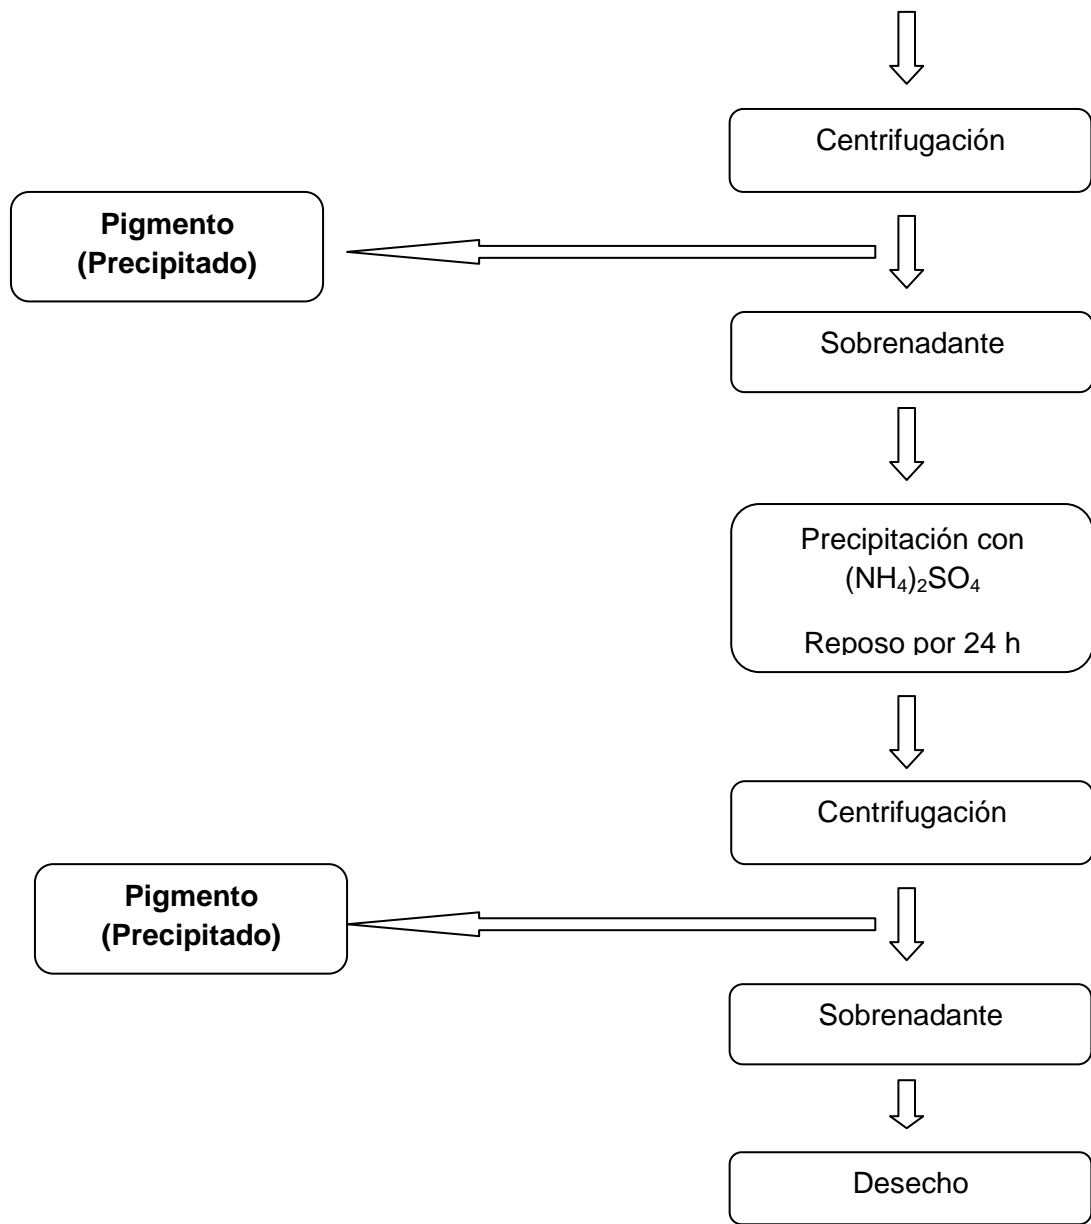 Centrifugación
Pigmento
(Precipitado)
Sobrenadante
Precipitación con
(NH₄)₂SO₄
Reposo por 24 h
Centrifugación
Pigmento
(Precipitado)
Sobrenadante
Desecho